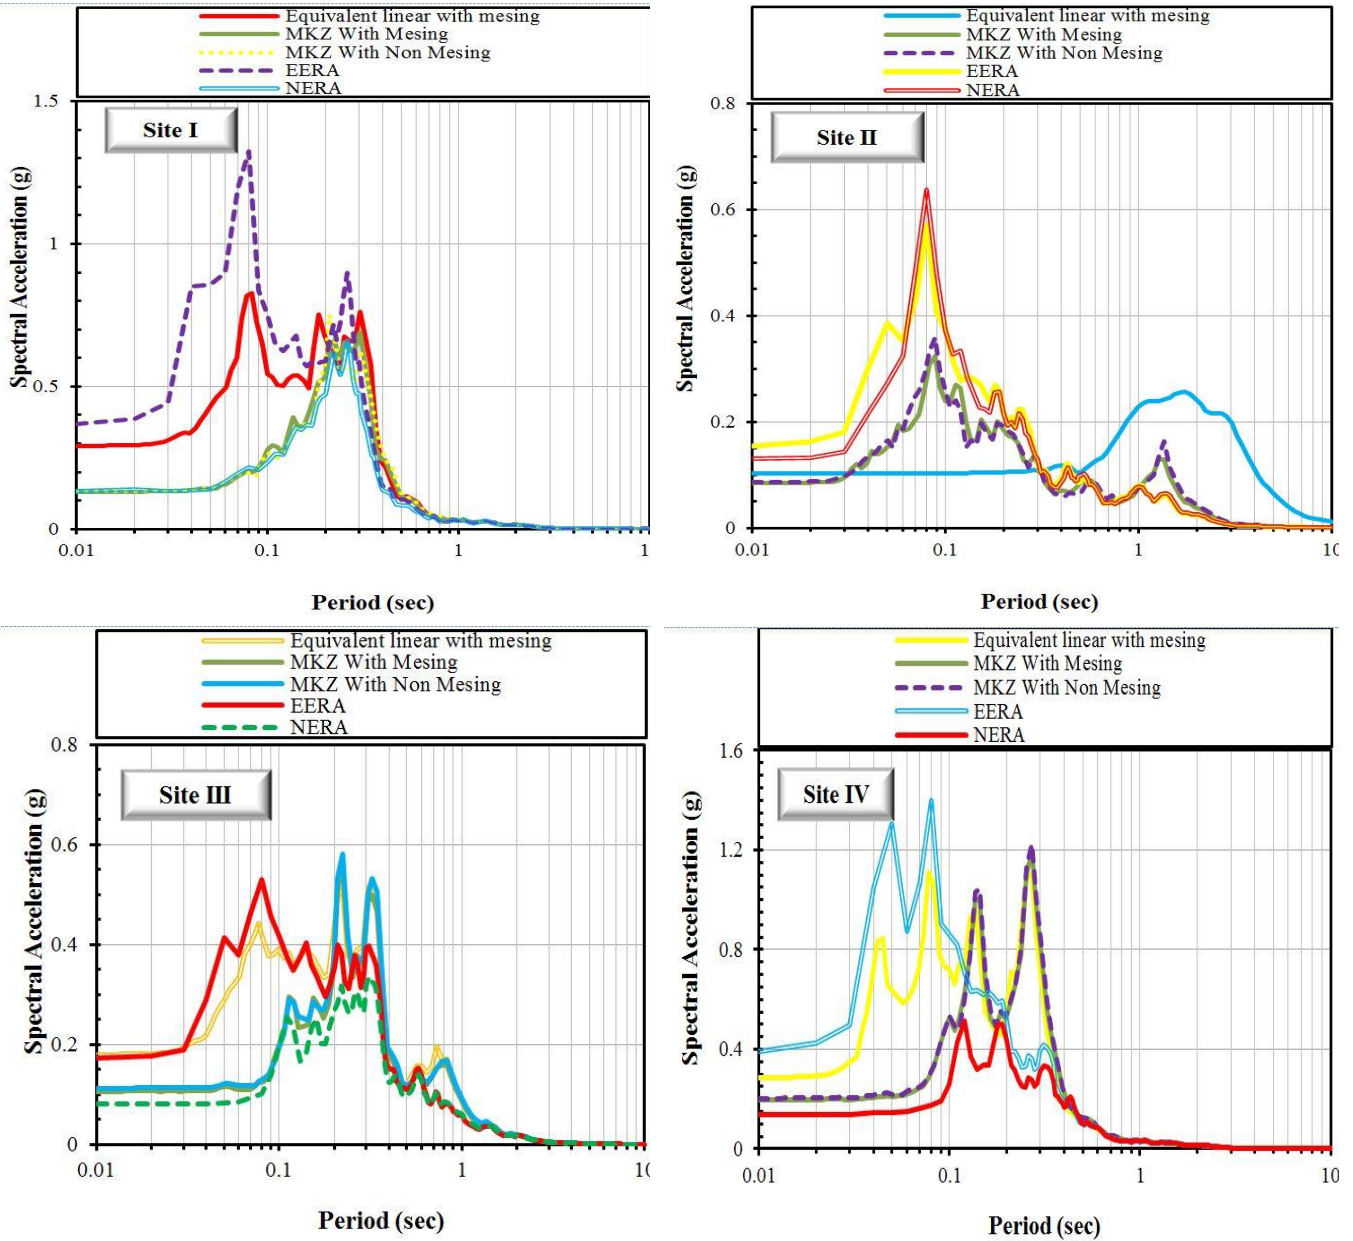 Equivalent linear with mesing
MKZ With Mesing
MKZ With Non Mesing
EERA
NERA
Site I
Spectral Acceleration (g)
1.5
1
0.5
0
0.01
0.1
1
1
Period (sec)
Equivalent linear with mesing
MKZ With Mesing
MKZ With Non Mesing
EERA
NERA
Site II
Spectral Acceleration (g)
0.8
0.6
0.4
0.2
0
0.01
0.1
1
10
Period (sec)
Equivalent linear with mesing
MKZ With Mesing
MKZ With Non Mesing
EERA
NERA
Site III
Spectral Acceleration (g)
0.8
0.6
0.4
0.2
0
0.01
0.1
1
10
Period (sec)
Equivalent linear with mesing
MKZ With Mesing
MKZ With Non Mesing
EERA
NERA
Site IV
Spectral Acceleration (g)
1.6
1.2
0.8
0.4
0
0.01
0.1
1
10
Period (sec)